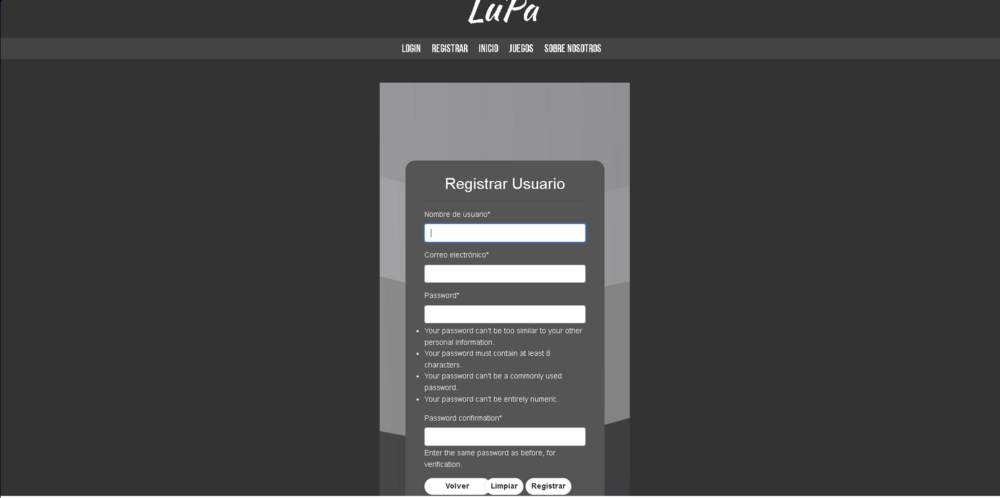 LuPa
LOGIN REGISTRAR INICIO JUEGOS SOBRE NOSOTROS
Registrar Usuario
Nombre de usuario*
Correo electrónico*
Password*
• Your password can't be too similar to your other
personal information.
• Your password must contain at least 8
characters.
• Your password can't be a commonly used
password.
• Your password can't be entirely numeric.
Password confirmation*
Enter the same password as before, for
verification.
Volver Limpiar Registrar